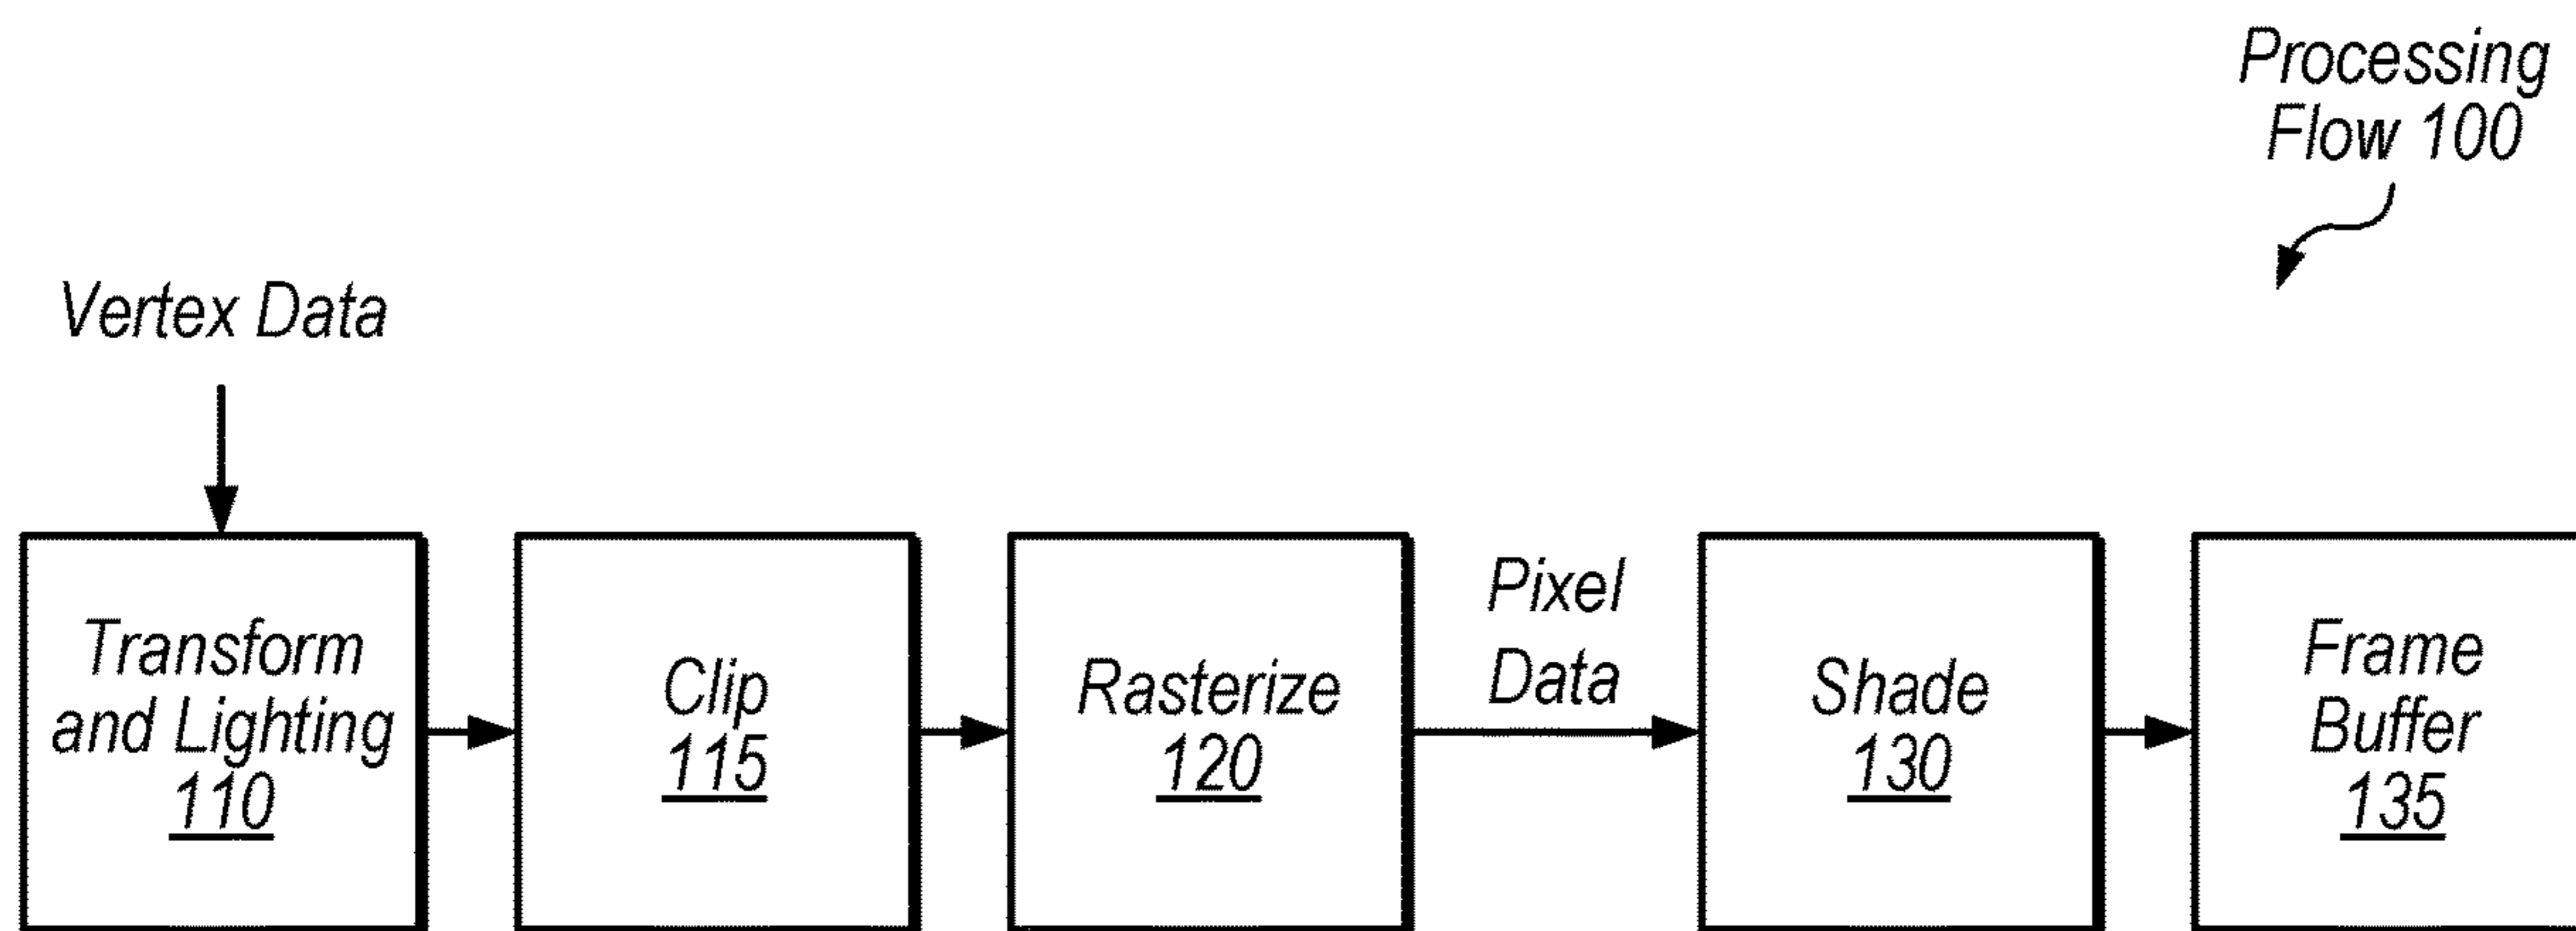 Processing
Flow 100
Vertex Data
Transform
and Lighting
110
Clip
115
Rasterize
120
Pixel
Data
Shade
130
Frame
Buffer
135